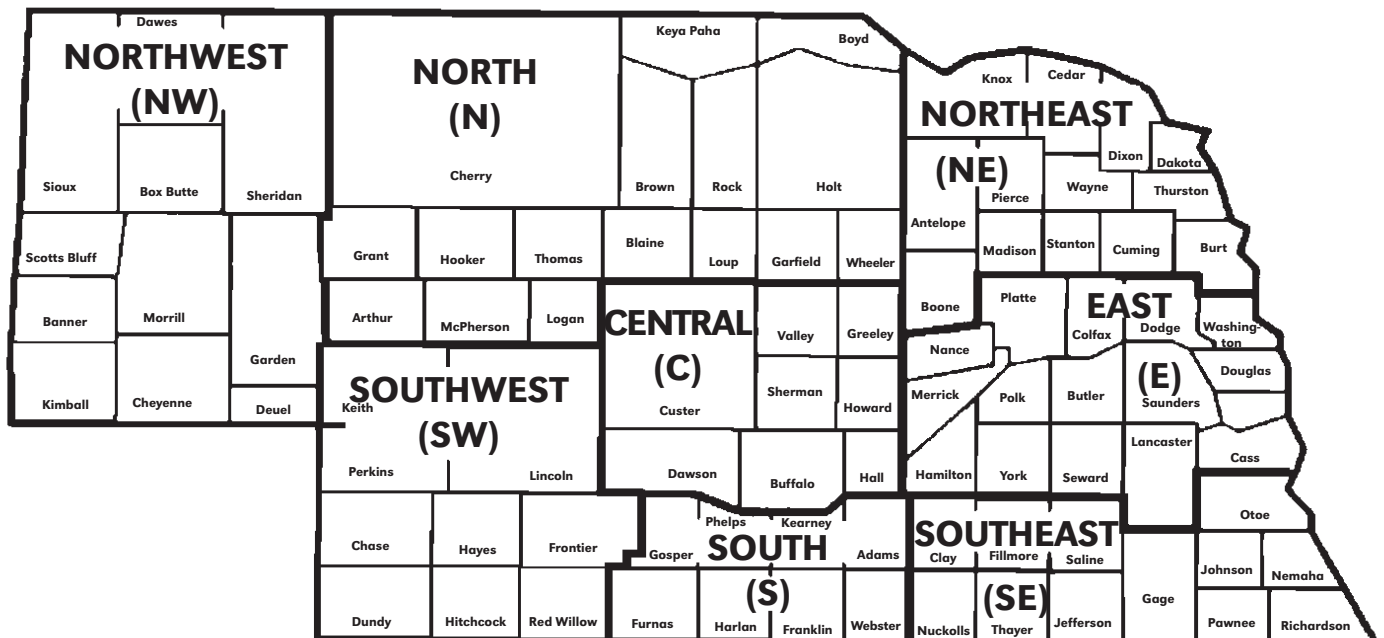 Dawes
NORTHWEST
(NW)
Sioux
Box Butte
Sheridan
Scotts Bluff
Banner
Morrill
Garden
Kimball
Cheyenne
Deuel
NORTH
(N)
Keya Paha
Boyd
Cherry
Brown
Rock
Holt
Grant
Hooker
Thomas
Blaine
Loup
Garfield
Wheeler
Arthur
McPherson
Logan
Knox
Cedar
NORTHEAST
(NE)
Dixon
Dakota
Pierce
Wayne
Thurston
Antelope
Madison
Stanton
Cuming
Burt
Boone
CENTRAL
(C)
Valley
Greeley
Custer
Sherman
Howard
Dawson
Buffalo
Hall
Platte
EAST
(E)
Colfax
Dodge
Washing-
ton
Nance
Douglas
Merrick
Polk
Butler
Saunders
Lancaster
Cass
Hamilton
York
Seward
SOUTHWEST
(SW)
Keith
Perkins
Lincoln
Chase
Hayes
Frontier
Dundy
Hitchcock
Red Willow
Phelps
Kearney
Gosper
SOUTH
(S)
Adams
Furnas
Harlan
Franklin
Webster
SOUTHEAST
(SE)
Clay
Fillmore
Saline
Otoe
Johnson
Nemaha
Gage
Nuckolls
Thayer
Jefferson
Pawnee
Richardson